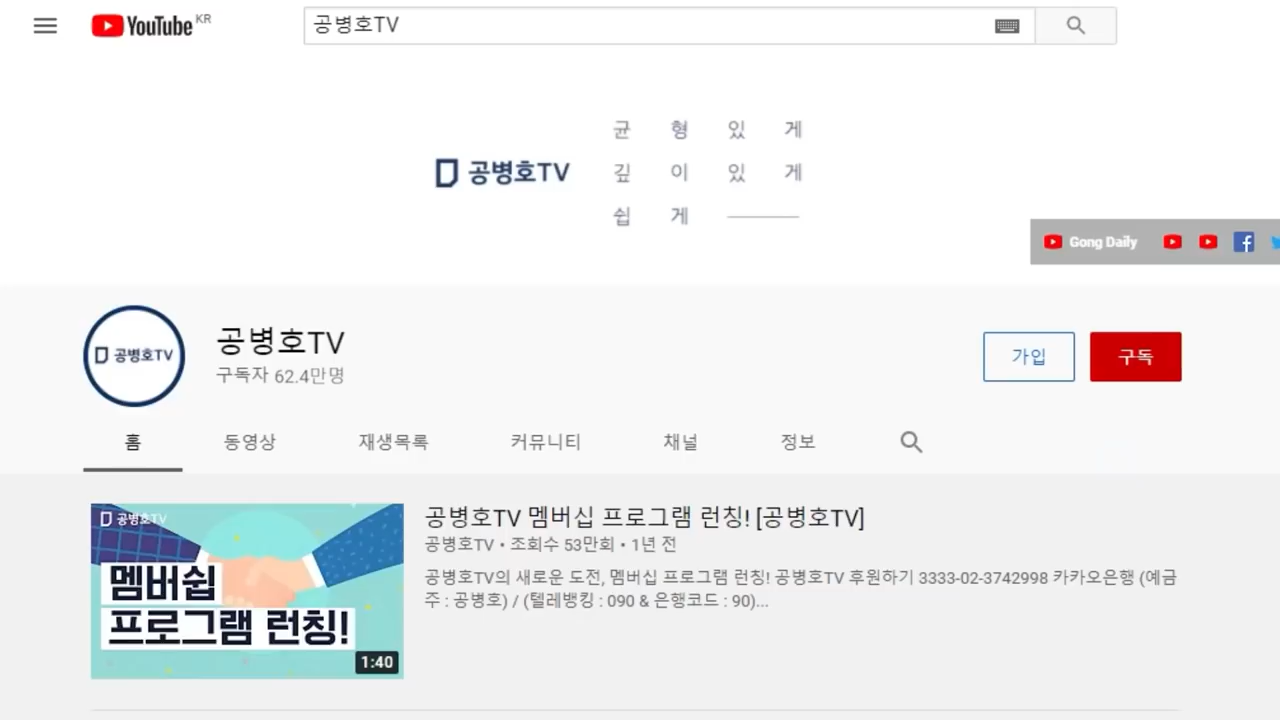 YouTube KR
공병호TV
균 형 있 게
공병호TV
깊 이 있 게
쉽 게
Gong Daily
공병호TV
공병호TV
구독자 62.4만명
가입
구독
홈 동영상 재생목록 커뮤니티 채널 정보
공병호TV
멤버쉽
프로그램 런칭!
1:40
공병호TV 멤버십 프로그램 런칭! [공병호TV]
공병호TV • 조회수 53만회 • 1년 전
공병호TV의 새로운 도전, 멤버십 프로그램 런칭! 공병호TV 후원하기 3333-02-3742998 카카오은행 (예금
주 : 공병호) / (텔레뱅킹 : 090 & 은행코드 : 90)...